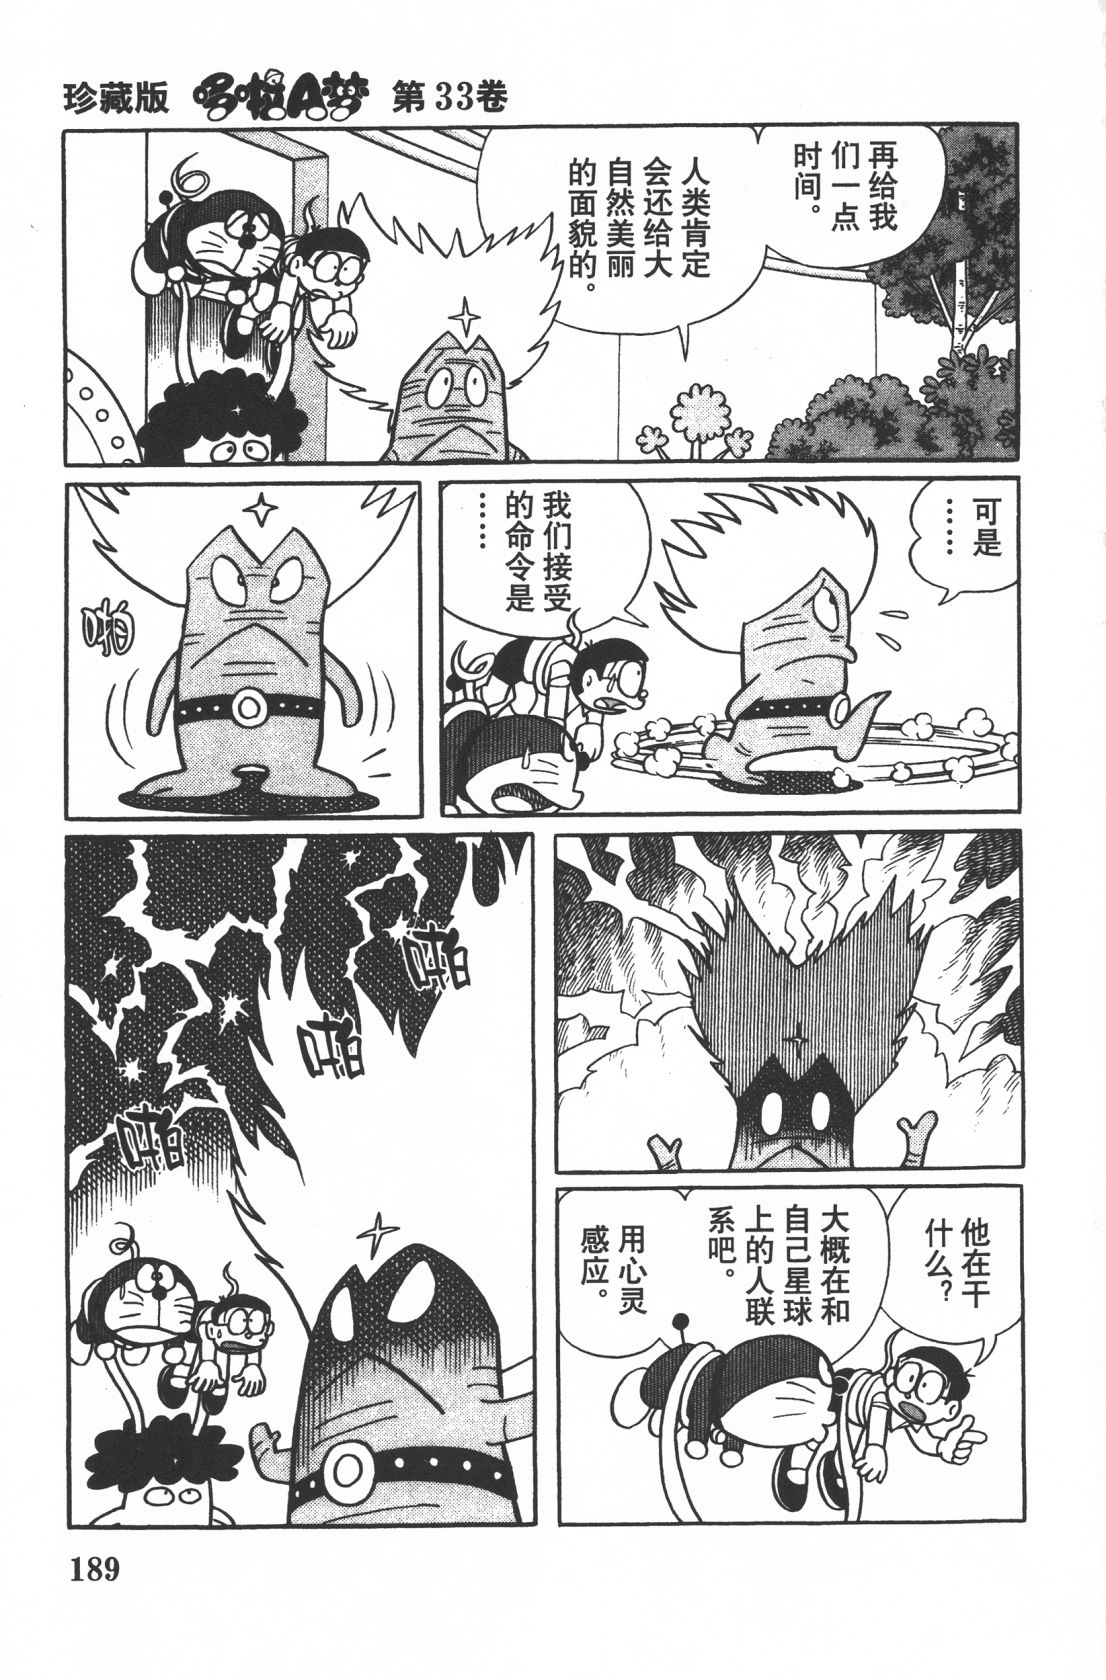 珍藏版 哆啦A梦 第33卷
再给我
们一点
时间。
人类肯定
会还给大
自然美丽
的面貌的。
可是
……
我们接受
的命令是
……
啪
他在干
什么？
大概在和
自己星球
上的人联
系吧。
用心灵
感应。
啪
啪
啪
189